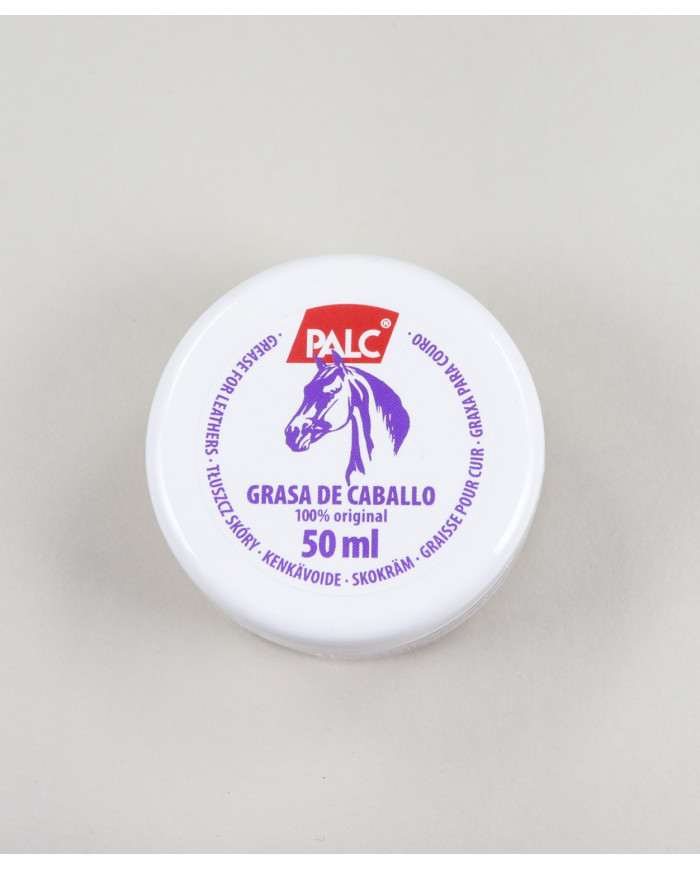 PALC®
GRASA DE CABALLO
100% original
50 ml
· GREASE FOR LEATHERS · TŁUSZCZ SKÓRY · KENKÄVOIDE · SKOKRÄM · GRAISSE POUR CUIR · GRAXA PARA COURO ·